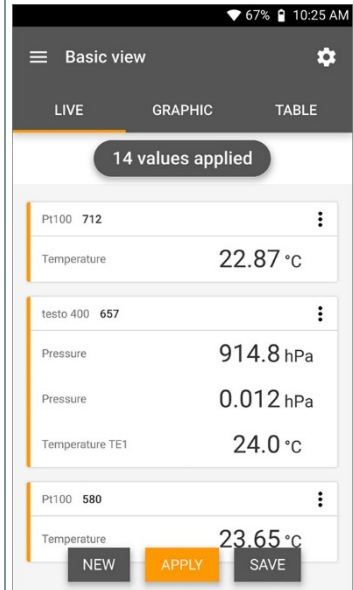 67% 10:25 AM
Basic view
LIVE GRAPHIC TABLE
14 values applied
Pt100 712
Temperature 22.87 °C
testo 400 657
Pressure 914.8 hPa
Pressure 0.012 hPa
Temperature TE1 24.0 °C
Pt100 580
Temperature 23.65 °C
NEW APPLY SAVE